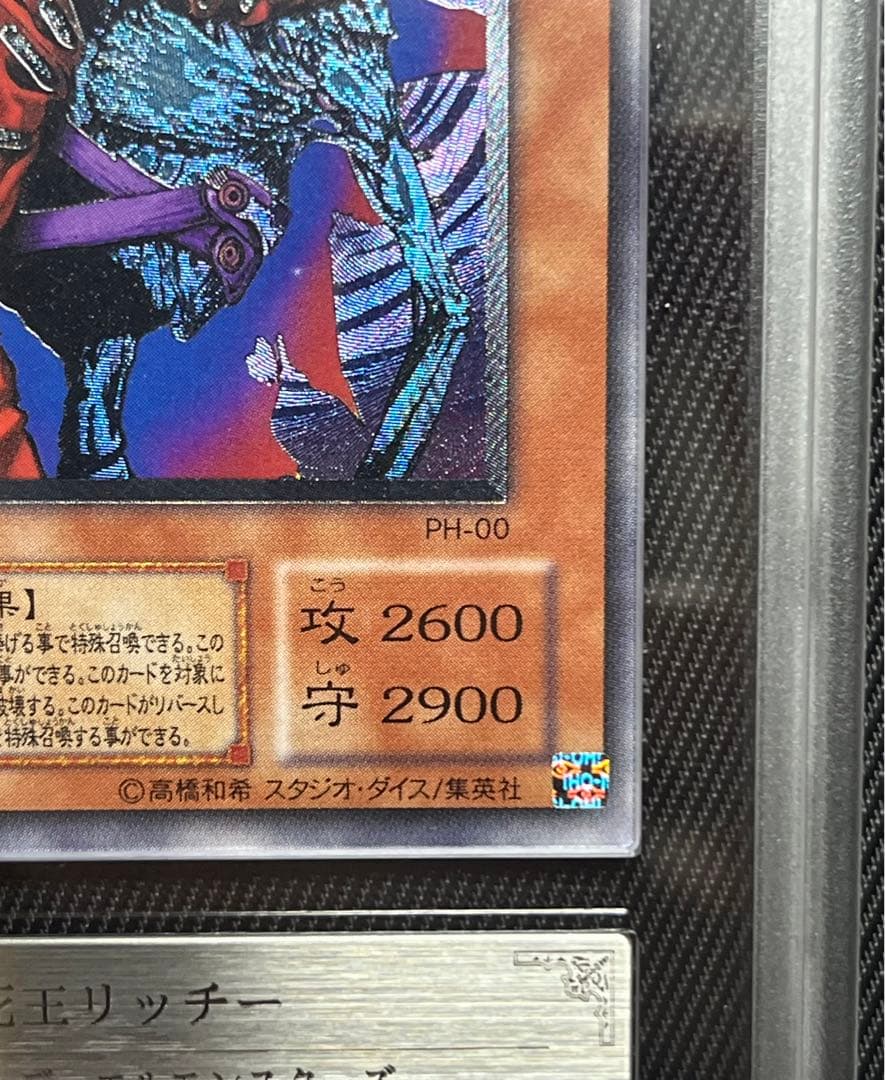 PH-00
果】
げる事で特殊召喚できる。この
事ができる。このカードを対象に
破壊する。このカードがリバースし
特殊召喚する事ができる。
こう
攻 2600
しゅ
守 2900
©高橋和希 スタジオ・ダイス/集英社
王リッチー